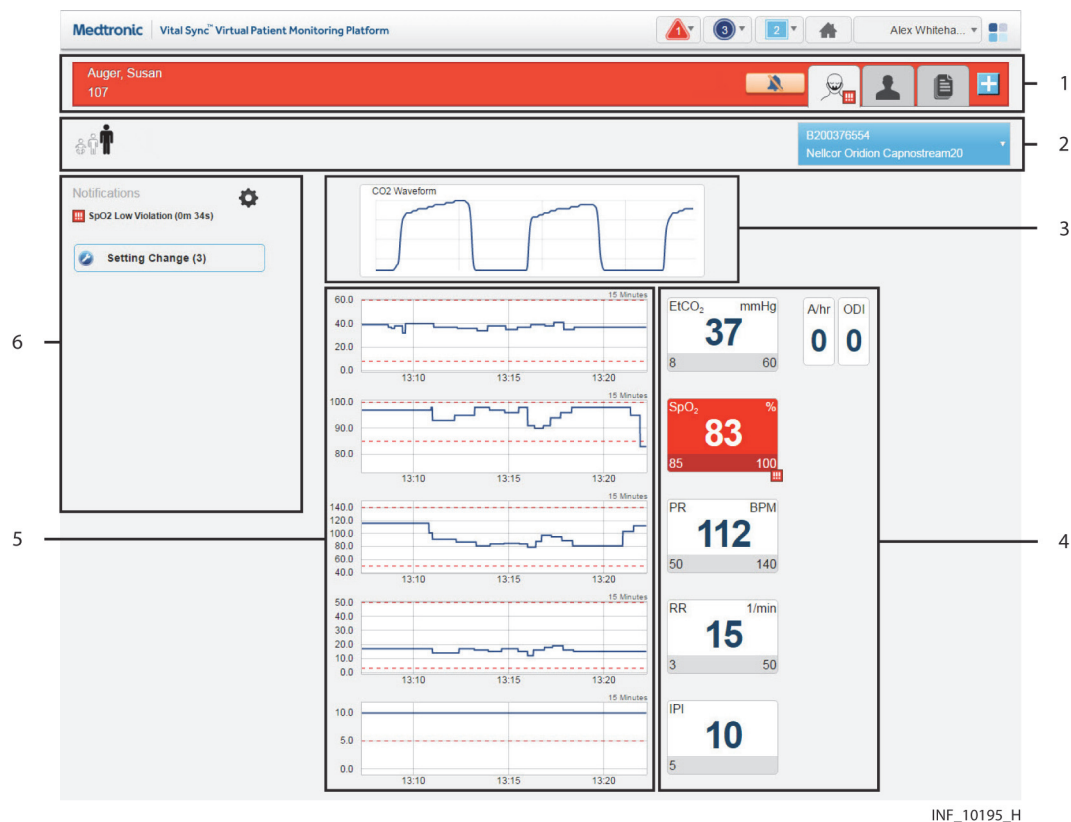 Medtronic Vital Sync™ Virtual Patient Monitoring Platform 1 3 2 Alex Whiteha...
Auger, Susan
107
1
B200376554
Nellcor Oridion Capnostream20
2
Notifications
!!! SpO2 Low Violation (0m 34s)
Setting Change (3)
6
CO2 Waveform
3
15 Minutes
60.0
40.0
20.0
0.0
13:10 13:15 13:20
15 Minutes
100.0
90.0
80.0
13:10 13:15 13:20
15 Minutes
140.0
120.0
100.0
80.0
60.0
40.0
13:10 13:15 13:20
15 Minutes
50.0
40.0
30.0
20.0
10.0
0.0
13:10 13:15 13:20
15 Minutes
10.0
5.0
0.0
13:10 13:15 13:20
5
EtCO₂ mmHg
37
8 60
A/hr ODI
0 0
SpO₂ %
83
85 100
!!!
PR BPM
112
50 140
RR 1/min
15
3 50
IPI
10
5
4
INF_10195_H